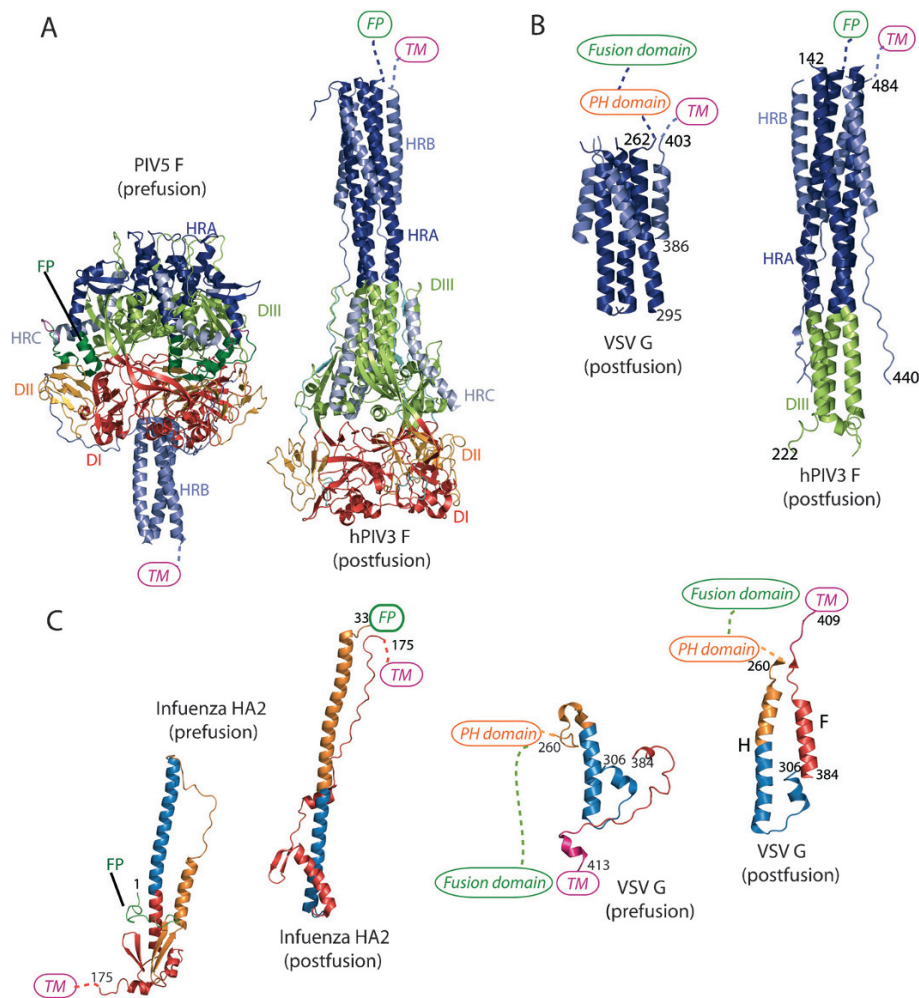 A
PIV5 F
(prefusion)
FP
HRA
DIII
HRC
DII
DI
HRB
TM
FP
TM
HRB
HRA
DIII
HRC
DII
DI
hPIV3 F
(postfusion)
B
Fusion domain
PH domain
TM
262
403
386
295
VSV G
(postfusion)
FP
TM
142
484
HRB
HRA
440
DIII
222
hPIV3 F
(postfusion)
C
Infuenza HA2
(prefusion)
FP
1
TM
175
33
FP
175
TM
Infuenza HA2
(postfusion)
PH domain
260
306
384
Fusion domain
TM
413
VSV G
(prefusion)
Fusion domain
TM
409
PH domain
260
H
F
306
384
VSV G
(postfusion)